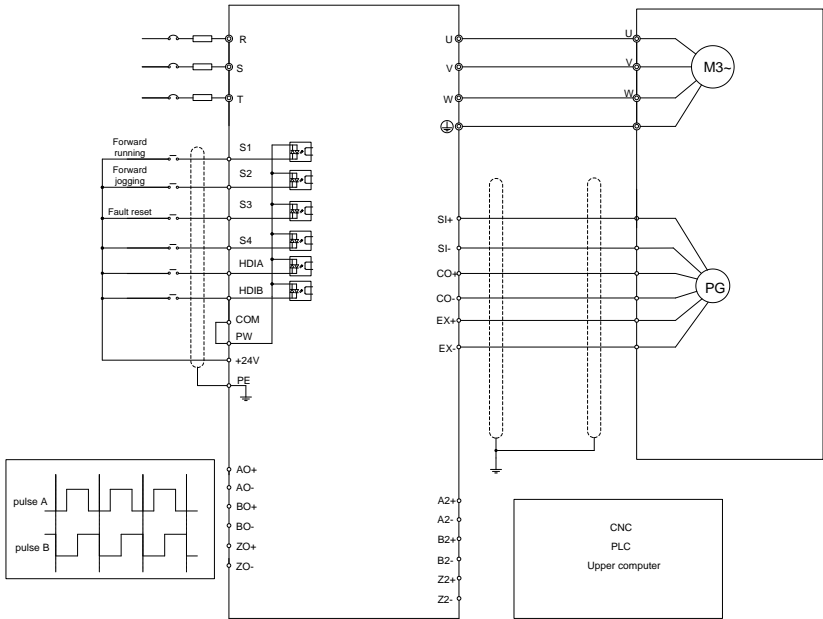 R
S
T
Forward
running
Forward
jogging
Fault reset
S1
S2
S3
S4
HDIA
HDIB
COM
PW
+24V
PE
AO+
AO-
BO+
BO-
ZO+
ZO-
pulse A
pulse B
U
V
W
U
V
W
M3~
SI+
SI-
CO+
CO-
EX+
EX-
PG
A2+
A2-
B2+
B2-
Z2+
Z2-
CNC
PLC
Upper computer